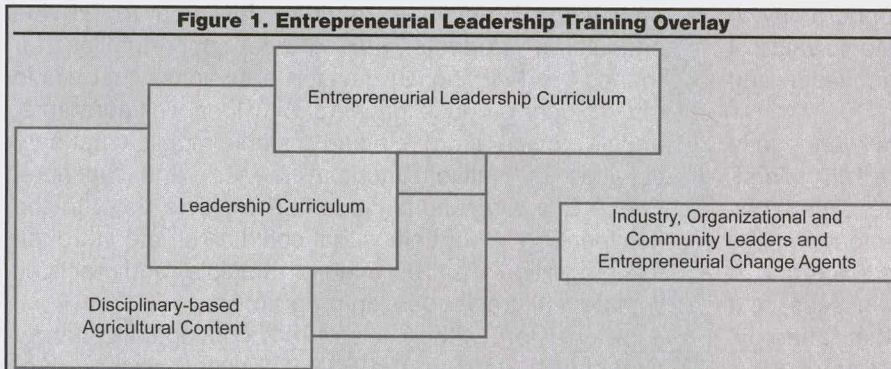 Figure 1. Entrepreneurial Leadership Training Overlay
Entrepreneurial Leadership Curriculum
Leadership Curriculum
Industry, Organizational and
Community Leaders and
Entrepreneurial Change Agents
Disciplinary-based
Agricultural Content